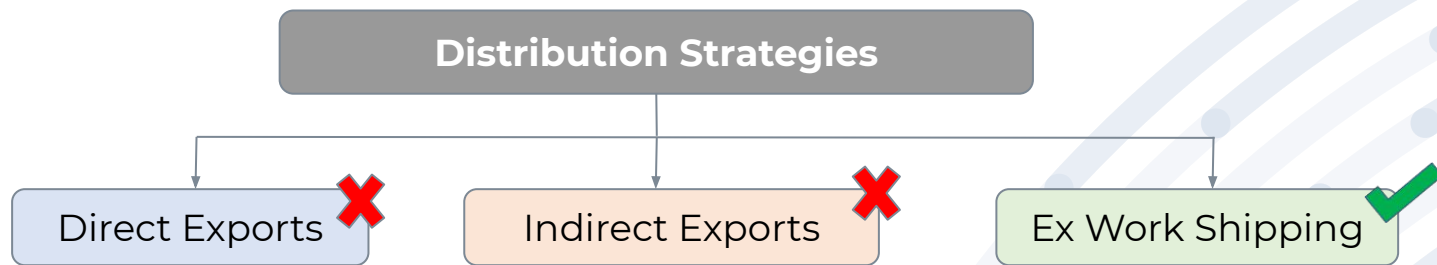 Distribution Strategies
Direct Exports
Indirect Exports
Ex Work Shipping